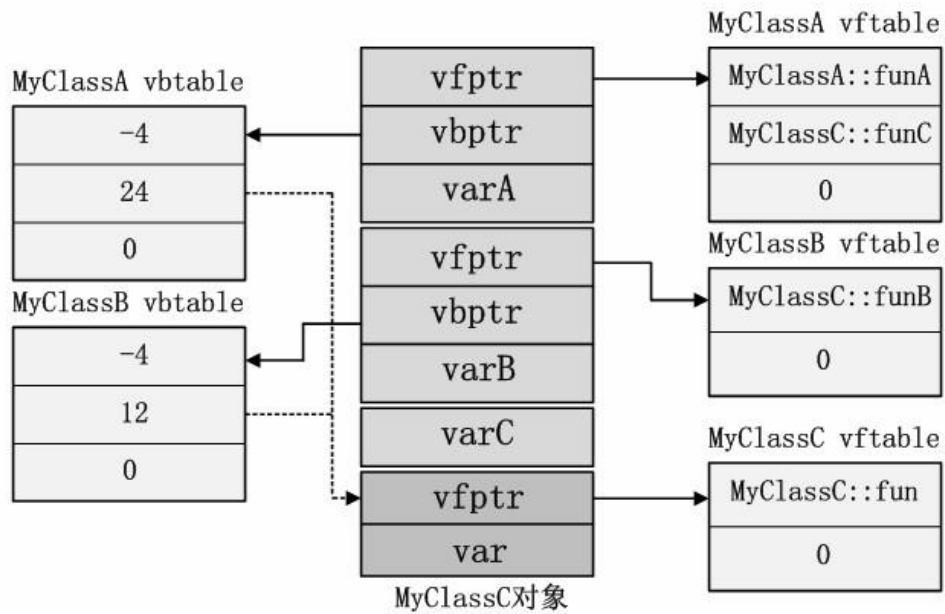 MyClassA vbtable
-4
24
0
MyClassB vbtable
-4
12
0
vfptr
vbptr
varA
vfptr
vbptr
varB
varC
vfptr
var
MyClassC对象
MyClassA vftable
MyClassA::funA
MyClassC::funC
0
MyClassB vftable
MyClassC::funB
0
MyClassC vftable
MyClassC::fun
0